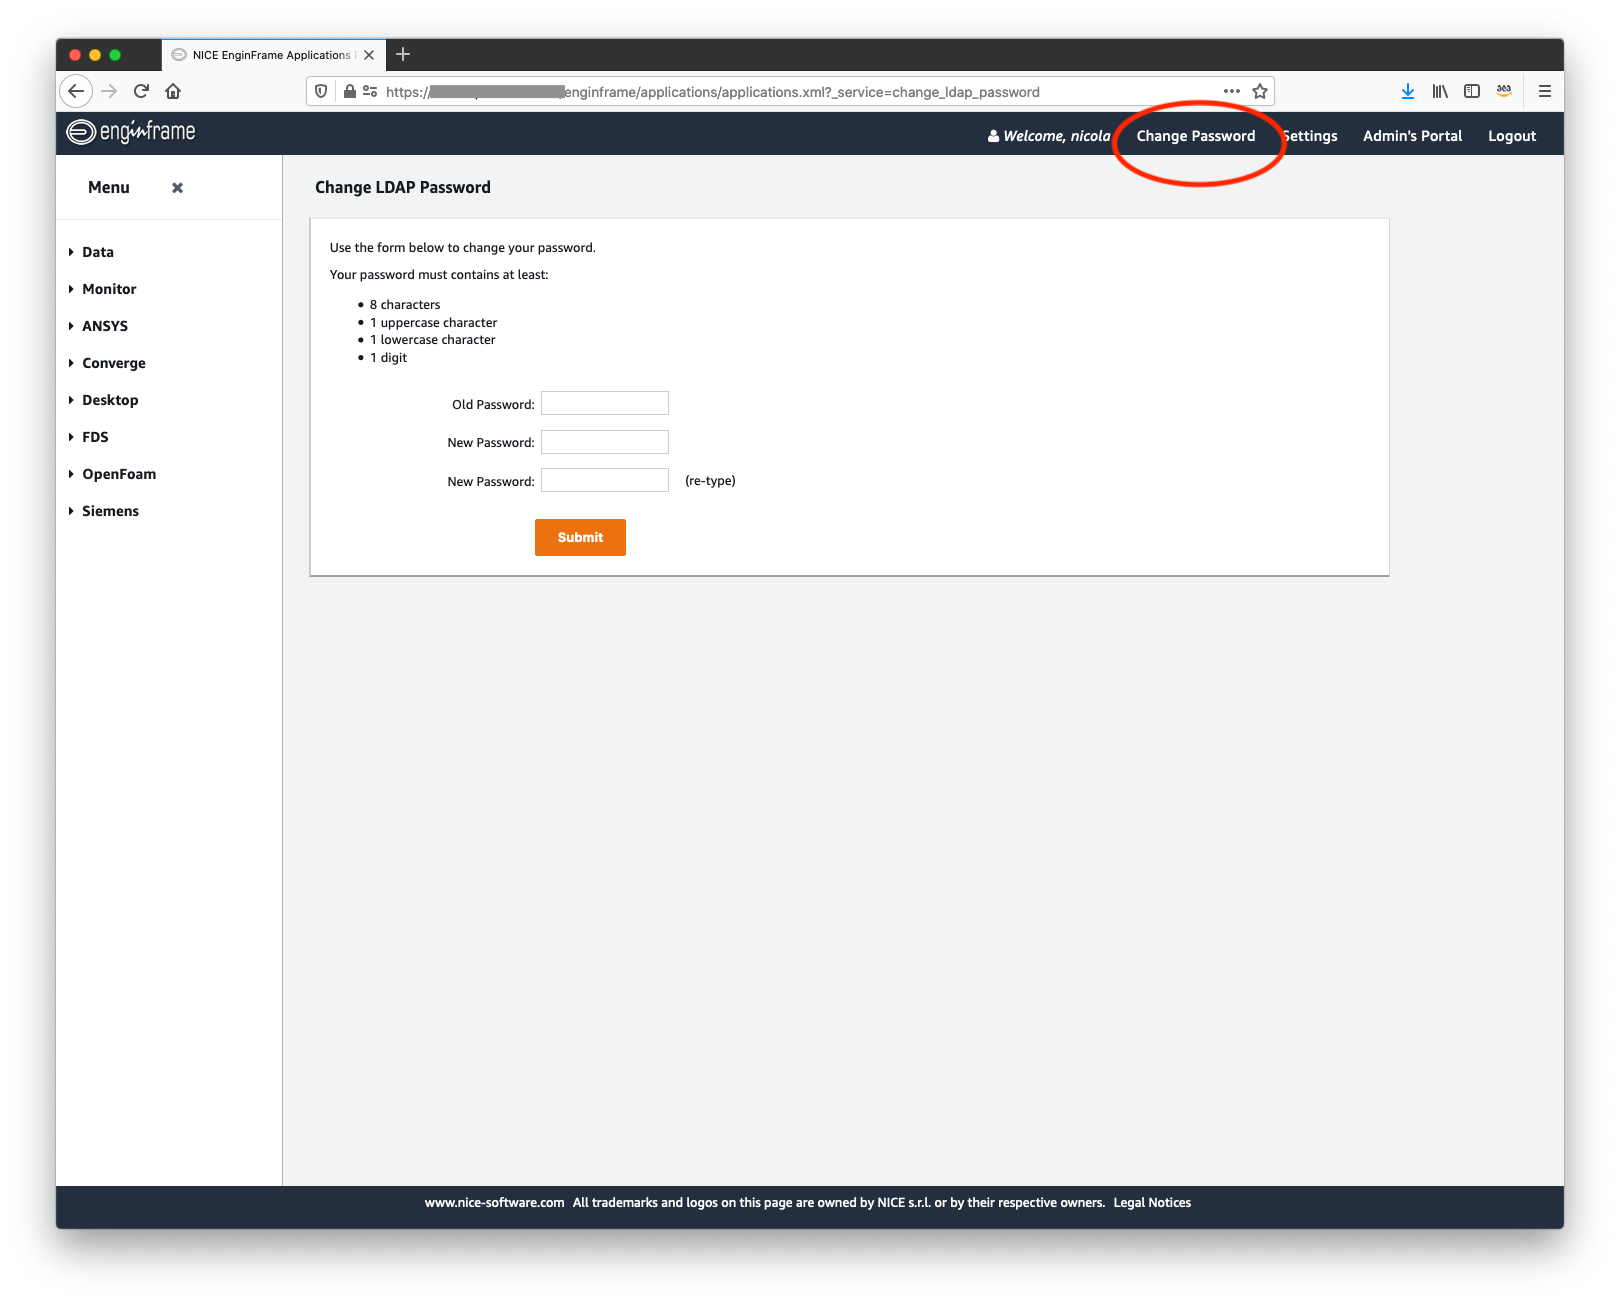 NICE EnginFrame Applications
https://
enginframe/applications/applications.xml?_service=change_ldap_password
enginframe
Welcome, nicola
Change Password
Settings
Admin's Portal
Logout
Menu
Data
Monitor
ANSYS
Converge
Desktop
FDS
OpenFoam
Siemens
Change LDAP Password
Use the form below to change your password.
Your password must contains at least:
8 characters
1 uppercase character
1 lowercase character
1 digit
Old Password:
New Password:
New Password: (re-type)
Submit
www.nice-software.com All trademarks and logos on this page are owned by NICE s.r.l. or by their respective owners. Legal Notices